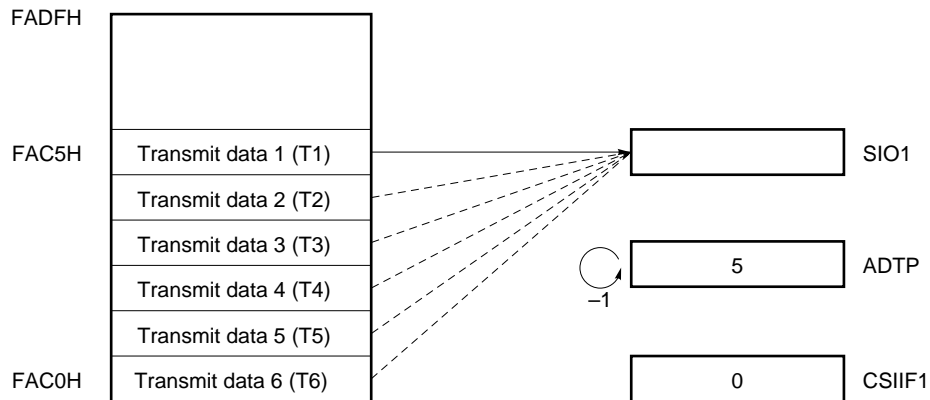 FADFH
FAC5H
Transmit data 1 (T1)
SIO1
Transmit data 2 (T2)
Transmit data 3 (T3)
5
ADTP
–1
Transmit data 4 (T4)
Transmit data 5 (T5)
FAC0H
Transmit data 6 (T6)
0
CSIIF1